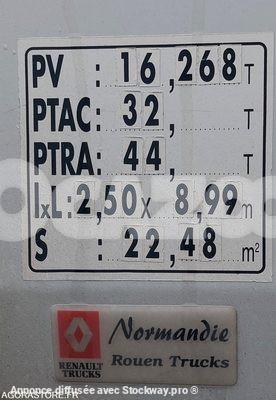 PV : 16,268 T
PTAC: 32, T
PTRA: 44, T
lxL: 2,50 x 8,99 m
S : 22,48 m²
Normandie
RENAULT TRUCKS
Rouen Trucks
AGORASTORE.FR
Annonce diffusée avec Stockway.pro ®